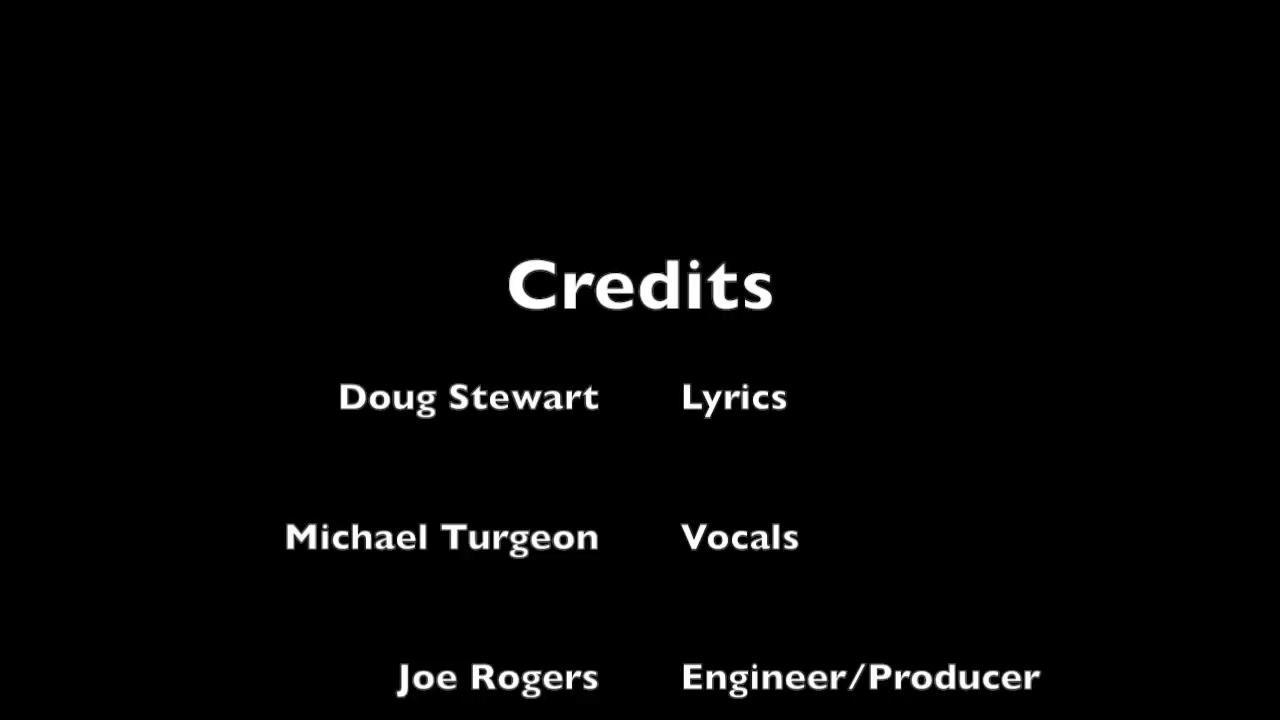 Credits
Doug Stewart Lyrics
Michael Turgeon Vocals
Joe Rogers Engineer/Producer